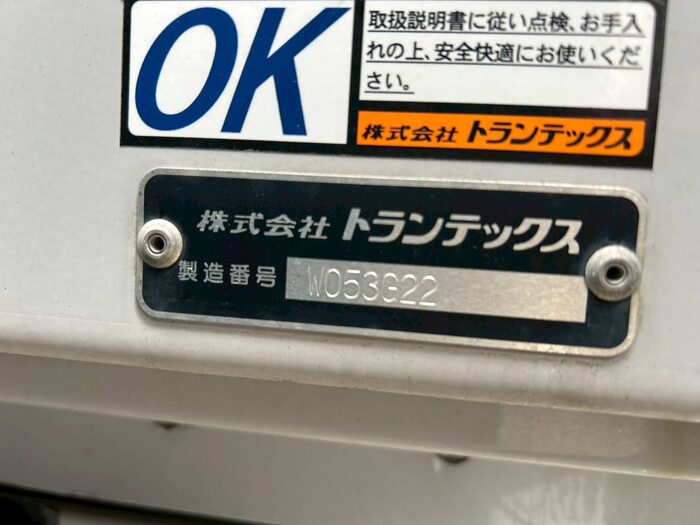 OK
取扱説明書に従い点検、お手入
れの上、安全快適にお使いくだ
さい。
株式会社 トランテックス
株式会社 トランテックス
製造番号 W053G22